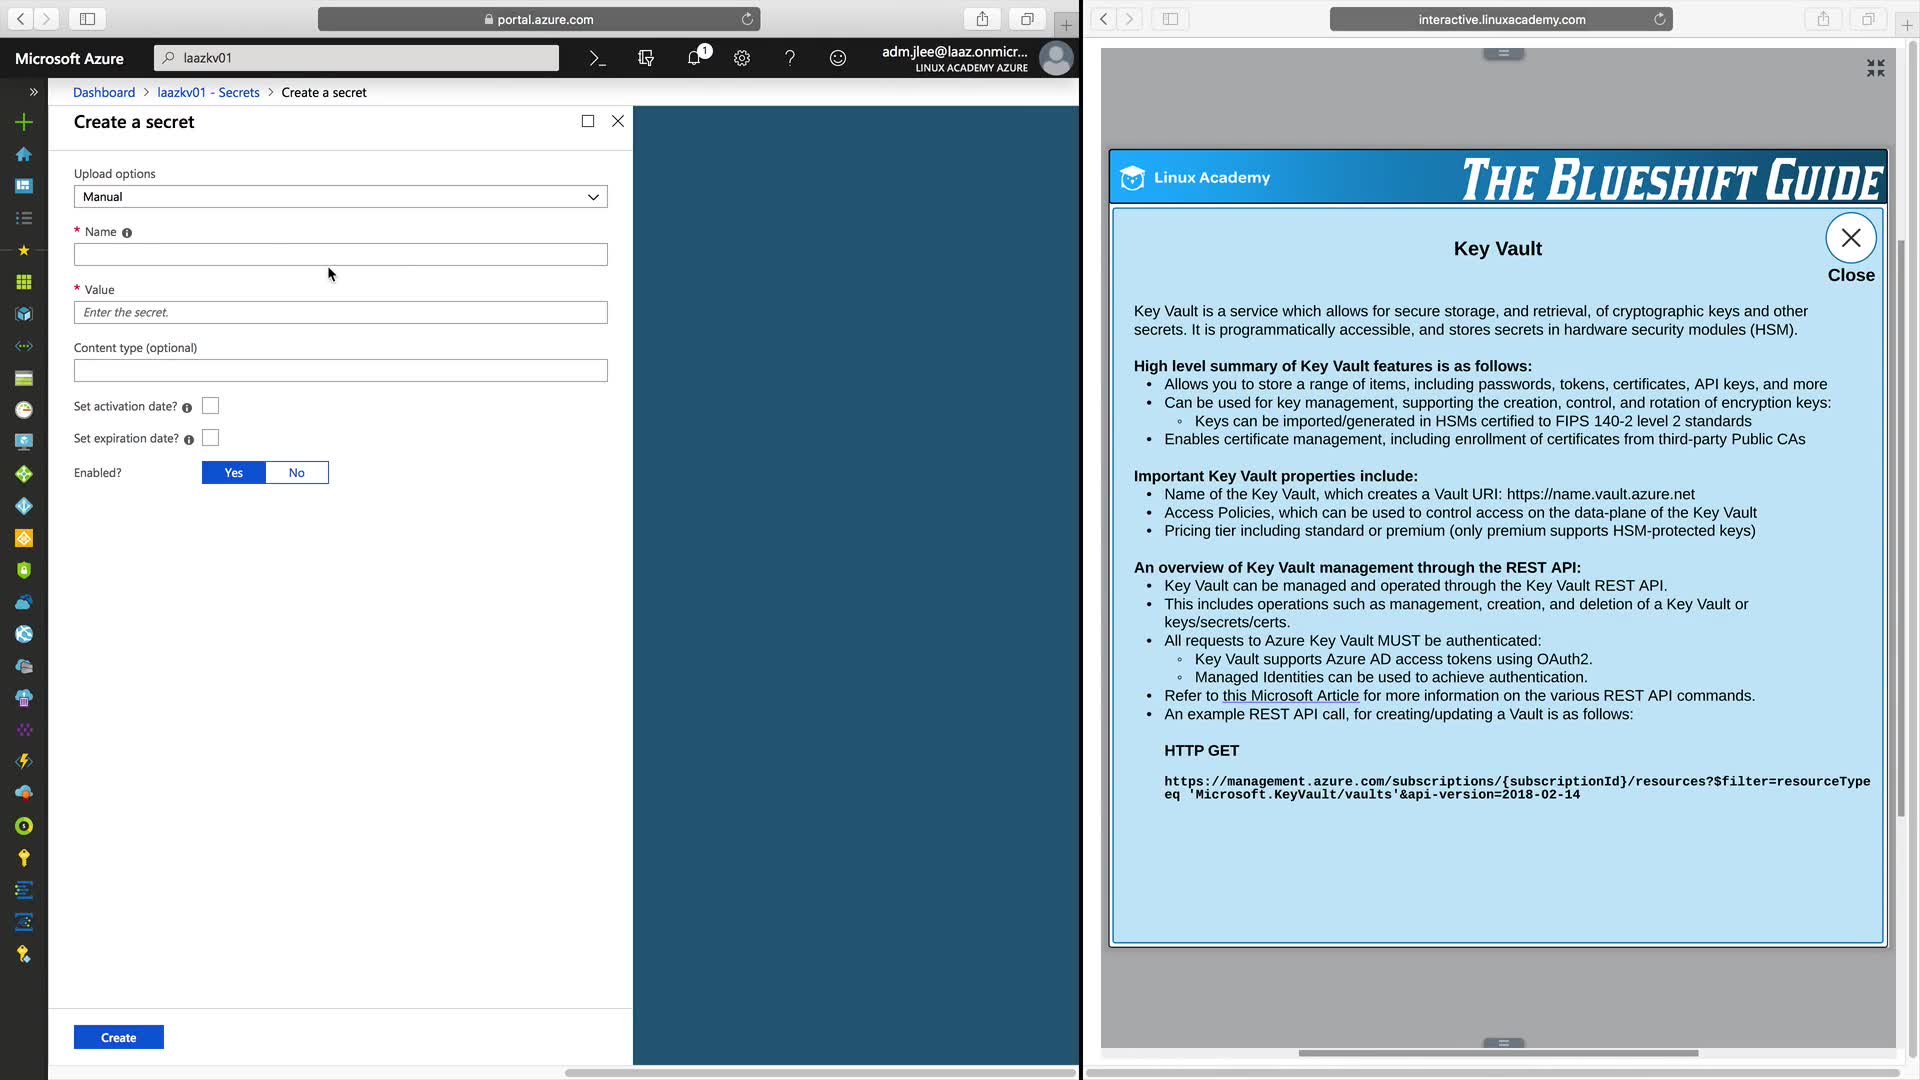 portal.azure.com
Microsoft Azure
laazkv01
1
adm.jlee@laaz.onmicr...
LINUX ACADEMY AZURE
Dashboard > laazkv01 - Secrets > Create a secret
Create a secret
Upload options
Manual
* Name
* Value
Enter the secret.
Content type (optional)
Set activation date?
Set expiration date?
Enabled?
Yes
No
Create
interactive.linuxacademy.com
Linux Academy
THE BLUESHIFT GUIDE
Key Vault
Close
Key Vault is a service which allows for secure storage, and retrieval, of cryptographic keys and other
secrets. It is programmatically accessible, and stores secrets in hardware security modules (HSM).
High level summary of Key Vault features is as follows:
• Allows you to store a range of items, including passwords, tokens, certificates, API keys, and more
• Can be used for key management, supporting the creation, control, and rotation of encryption keys:
◦ Keys can be imported/generated in HSMs certified to FIPS 140-2 level 2 standards
• Enables certificate management, including enrollment of certificates from third-party Public CAs
Important Key Vault properties include:
• Name of the Key Vault, which creates a Vault URI: https://name.vault.azure.net
• Access Policies, which can be used to control access on the data-plane of the Key Vault
• Pricing tier including standard or premium (only premium supports HSM-protected keys)
An overview of Key Vault management through the REST API:
• Key Vault can be managed and operated through the Key Vault REST API.
• This includes operations such as management, creation, and deletion of a Key Vault or
keys/secrets/certs.
• All requests to Azure Key Vault MUST be authenticated:
◦ Key Vault supports Azure AD access tokens using OAuth2.
◦ Managed Identities can be used to achieve authentication.
• Refer to this Microsoft Article for more information on the various REST API commands.
• An example REST API call, for creating/updating a Vault is as follows:
HTTP GET
https://management.azure.com/subscriptions/{subscriptionId}/resources?$filter=resourceType
eq 'Microsoft.KeyVault/vaults'&api-version=2018-02-14